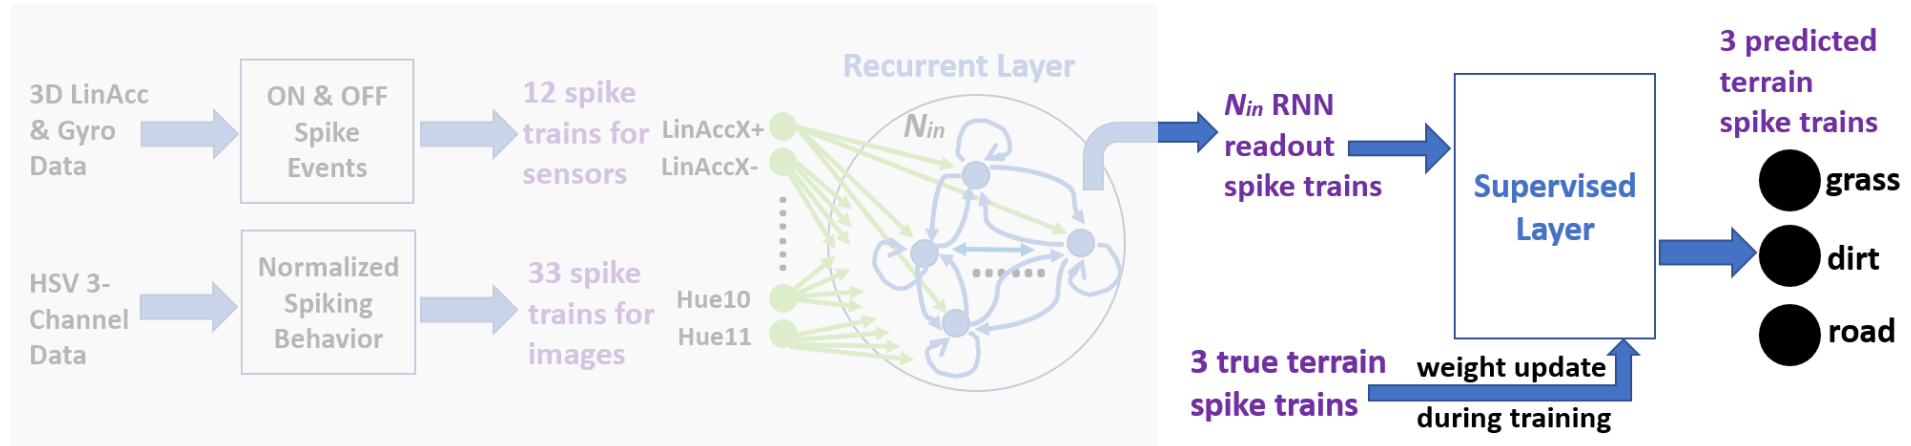 3D LinAcc
& Gyro
Data
ON & OFF
Spike
Events
12 spike
trains for
sensors
HSV 3-
Channel
Data
Normalized
Spiking
Behavior
33 spike
trains for
images
Recurrent Layer
LinAccX+
LinAccX-
Hue10
Hue11
Nin
Nin RNN
readout
spike trains
Supervised
Layer
3 true terrain
spike trains
weight update
during training
3 predicted
terrain
spike trains
grass
dirt
road